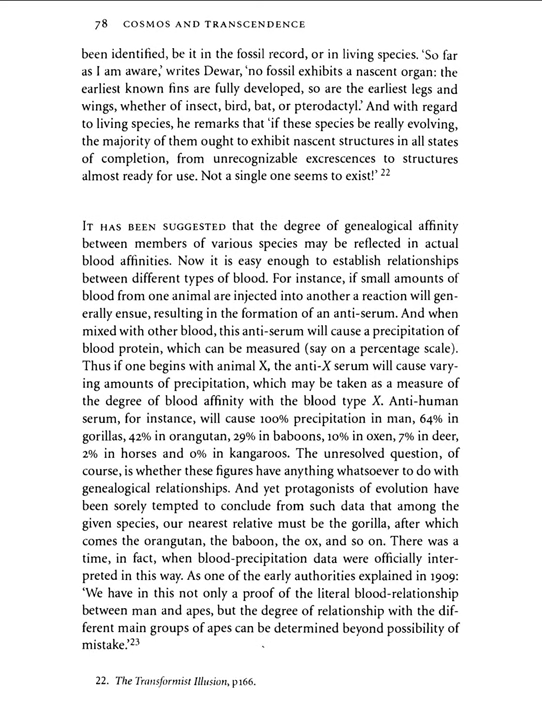 78 COSMOS AND TRANSCENDENCE
been identified, be it in the fossil record, or in living species. ‘So far
as I am aware,’ writes Dewar, ‘no fossil exhibits a nascent organ: the
earliest known fins are fully developed, so are the earliest legs and
wings, whether of insect, bird, bat, or pterodactyl.’ And with regard
to living species, he remarks that ‘if these species be really evolving,
the majority of them ought to exhibit nascent structures in all states
of completion, from unrecognizable excrescences to structures
almost ready for use. Not a single one seems to exist!’ 22
IT HAS BEEN SUGGESTED that the degree of genealogical affinity
between members of various species may be reflected in actual
blood affinities. Now it is easy enough to establish relationships
between different types of blood. For instance, if small amounts of
blood from one animal are injected into another a reaction will gen-
erally ensue, resulting in the formation of an anti-serum. And when
mixed with other blood, this anti-serum will cause a precipitation of
blood protein, which can be measured (say on a percentage scale).
Thus if one begins with animal X, the anti-X serum will cause vary-
ing amounts of precipitation, which may be taken as a measure of
the degree of blood affinity with the blood type X. Anti-human
serum, for instance, will cause 100% precipitation in man, 64% in
gorillas, 42% in orangutan, 29% in baboons, 10% in oxen, 7% in deer,
2% in horses and 0% in kangaroos. The unresolved question, of
course, is whether these figures have anything whatsoever to do with
genealogical relationships. And yet protagonists of evolution have
been sorely tempted to conclude from such data that among the
given species, our nearest relative must be the gorilla, after which
comes the orangutan, the baboon, the ox, and so on. There was a
time, in fact, when blood-precipitation data were officially inter-
preted in this way. As one of the early authorities explained in 1909:
‘We have in this not only a proof of the literal blood-relationship
between man and apes, but the degree of relationship with the dif-
ferent main groups of apes can be determined beyond possibility of
mistake.’23
22. The Transformist Illusion, p166.